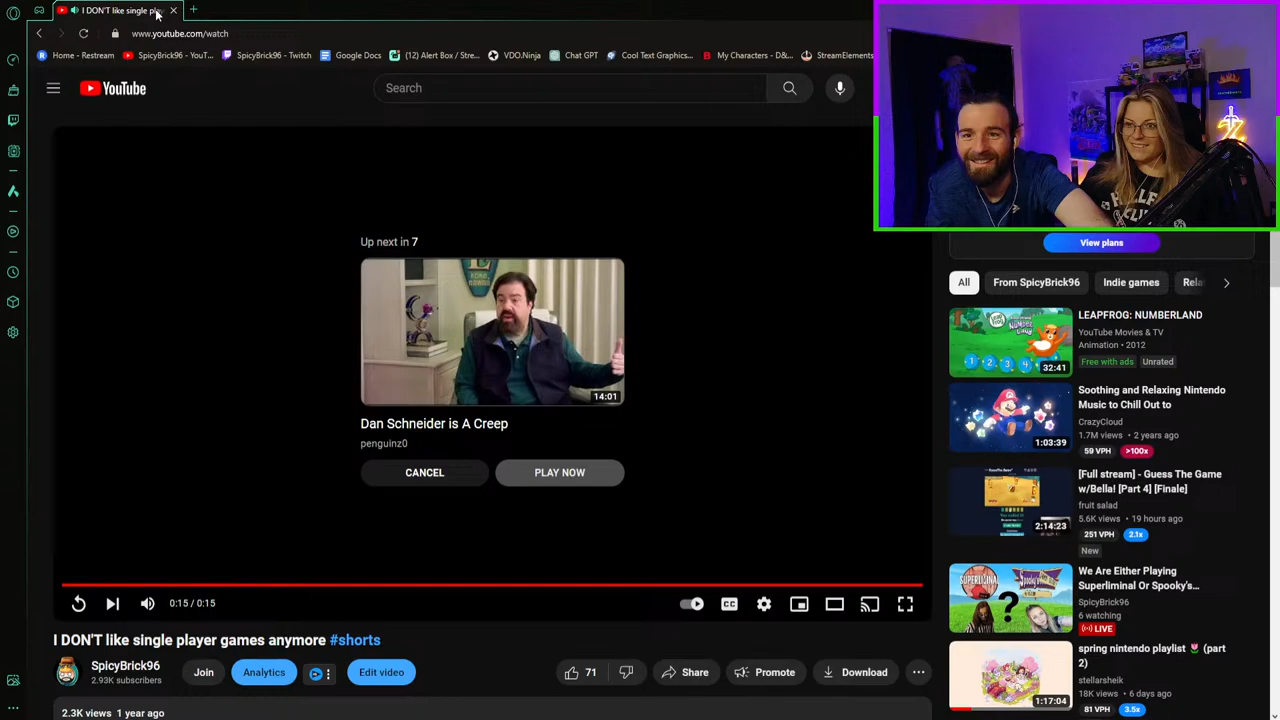 I DON'T like single pla
www.youtube.com/watch
Home - Restream
SpicyBrick96 - YouT...
SpicyBrick96 - Twitch
Google Docs
(12) Alert Box / Stre...
VDO.Ninja
Chat GPT
Cool Text Graphics...
My Characters - D&...
StreamElements
YouTube
Search
Up next in 7
14:01
Dan Schneider is A Creep
penguinz0
CANCEL
PLAY NOW
0:15 / 0:15
CC
I DON'T like single player games anymore #shorts
SpicyBrick96
2.93K subscribers
Join
Analytics
Edit video
71
Share
Promote
Download
2.3K views 1 year ago
HELLF
CLU
View plans
All
From SpicyBrick96
Indie games
Rela
LEAPFROG: NUMBERLAND
YouTube Movies & TV
Animation • 2012
Free with ads
Unrated
32:41
Soothing and Relaxing Nintendo
Music to Chill Out to
CrazyCloud
1.7M views • 2 years ago
59 VPH
>100x
1:03:39
[Full stream] - Guess The Game
w/Bella! [Part 4] [Finale]
fruit salad
5.6K views • 19 hours ago
251 VPH
2.1x
New
2:14:23
We Are Either Playing
Superliminal Or Spooky's...
SpicyBrick96
6 watching
LIVE
SUPERLIMINAL
?
spring nintendo playlist 🌷 (part
2)
stellarsheik
18K views • 6 days ago
81 VPH
3.5x
1:17:04